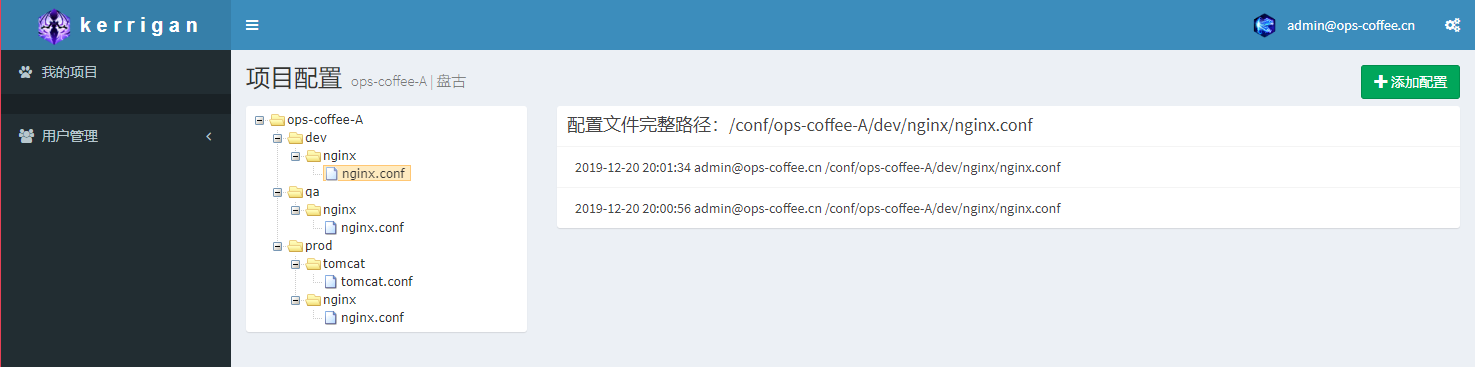 kerrigan
admin@ops-coffee.cn
我的项目
用户管理
项目配置 ops-coffee-A | 盘古
添加配置
ops-coffee-A
dev
nginx
nginx.conf
qa
nginx
nginx.conf
prod
tomcat
tomcat.conf
nginx
nginx.conf
配置文件完整路径：/conf/ops-coffee-A/dev/nginx/nginx.conf
2019-12-20 20:01:34 admin@ops-coffee.cn /conf/ops-coffee-A/dev/nginx/nginx.conf
2019-12-20 20:00:56 admin@ops-coffee.cn /conf/ops-coffee-A/dev/nginx/nginx.conf